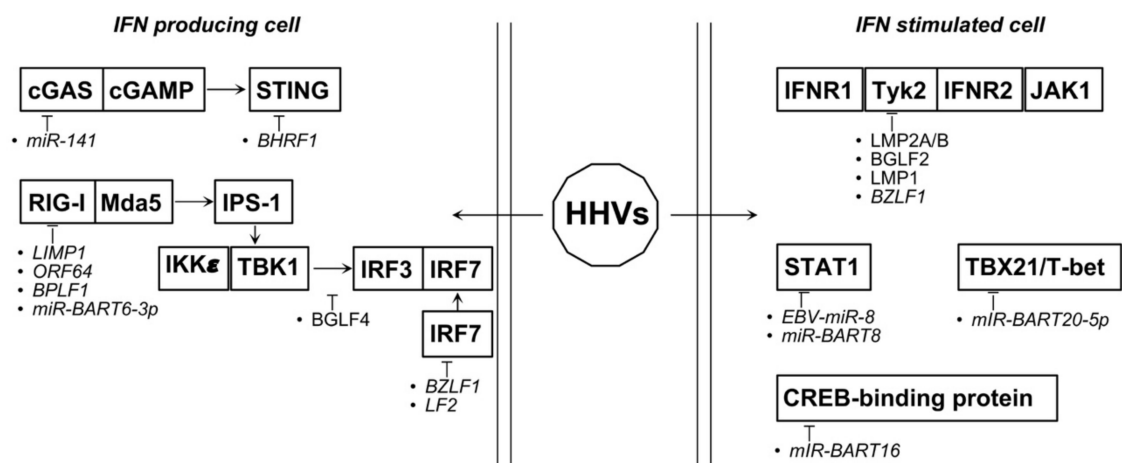 IFN producing cell
cGAS cGAMP STING
• miR-141
• BHRF1
RIG-I Mda5 IPS-1
• LIMP1
• ORF64
• BPLF1
• miR-BART6-3p
IKKε TBK1 IRF3 IRF7
• BGLF4
IRF7
• BZLF1
• LF2
HHVs
IFN stimulated cell
IFNR1 Tyk2 IFNR2 JAK1
• LMP2A/B
• BGLF2
• LMP1
• BZLF1
STAT1
• EBV-miR-8
• miR-BART8
TBX21/T-bet
• mIR-BART20-5p
CREB-binding protein
• mIR-BART16